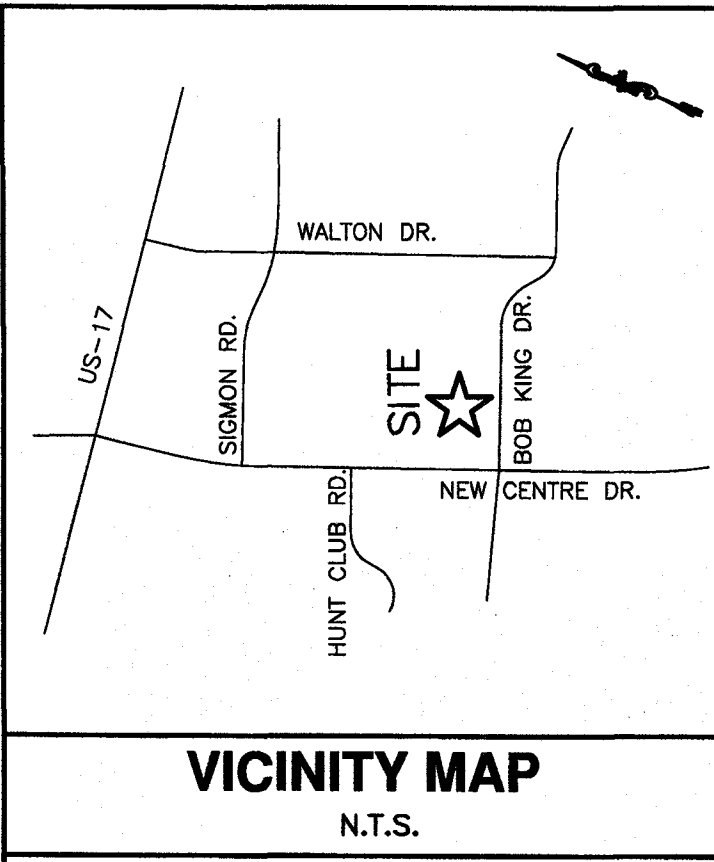 WALTON DR.
US-17
SIGMON RD.
SITE
BOB KING DR.
NEW CENTRE DR.
HUNT CLUB RD.
VICINITY MAP
N.T.S.